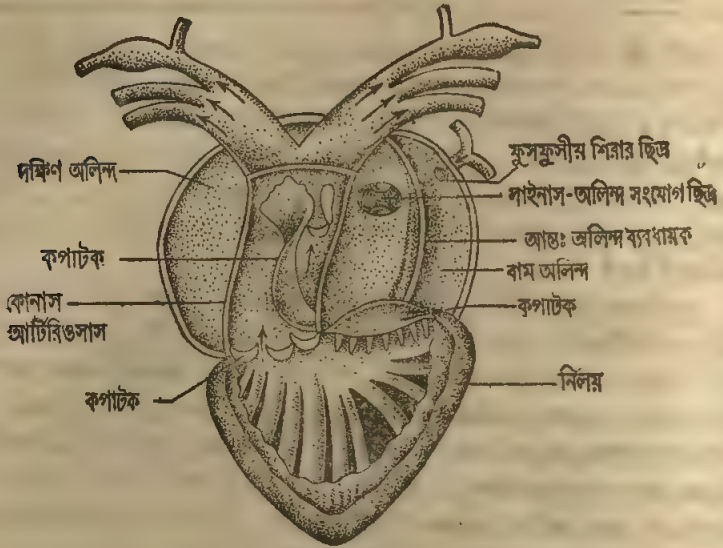 দক্ষিণ অলিন্দ
কপাটক
কোনাস
আর্টারিওসাস
কপাটক
ফুসফুসীয় শিরার ছিদ্র
সাইনাস-অলিন্দ সংযোগ ছিদ্র
আন্তঃ অলিন্দ ব্যবধায়ক
বাম অলিন্দ
কপাটক
নিলয়